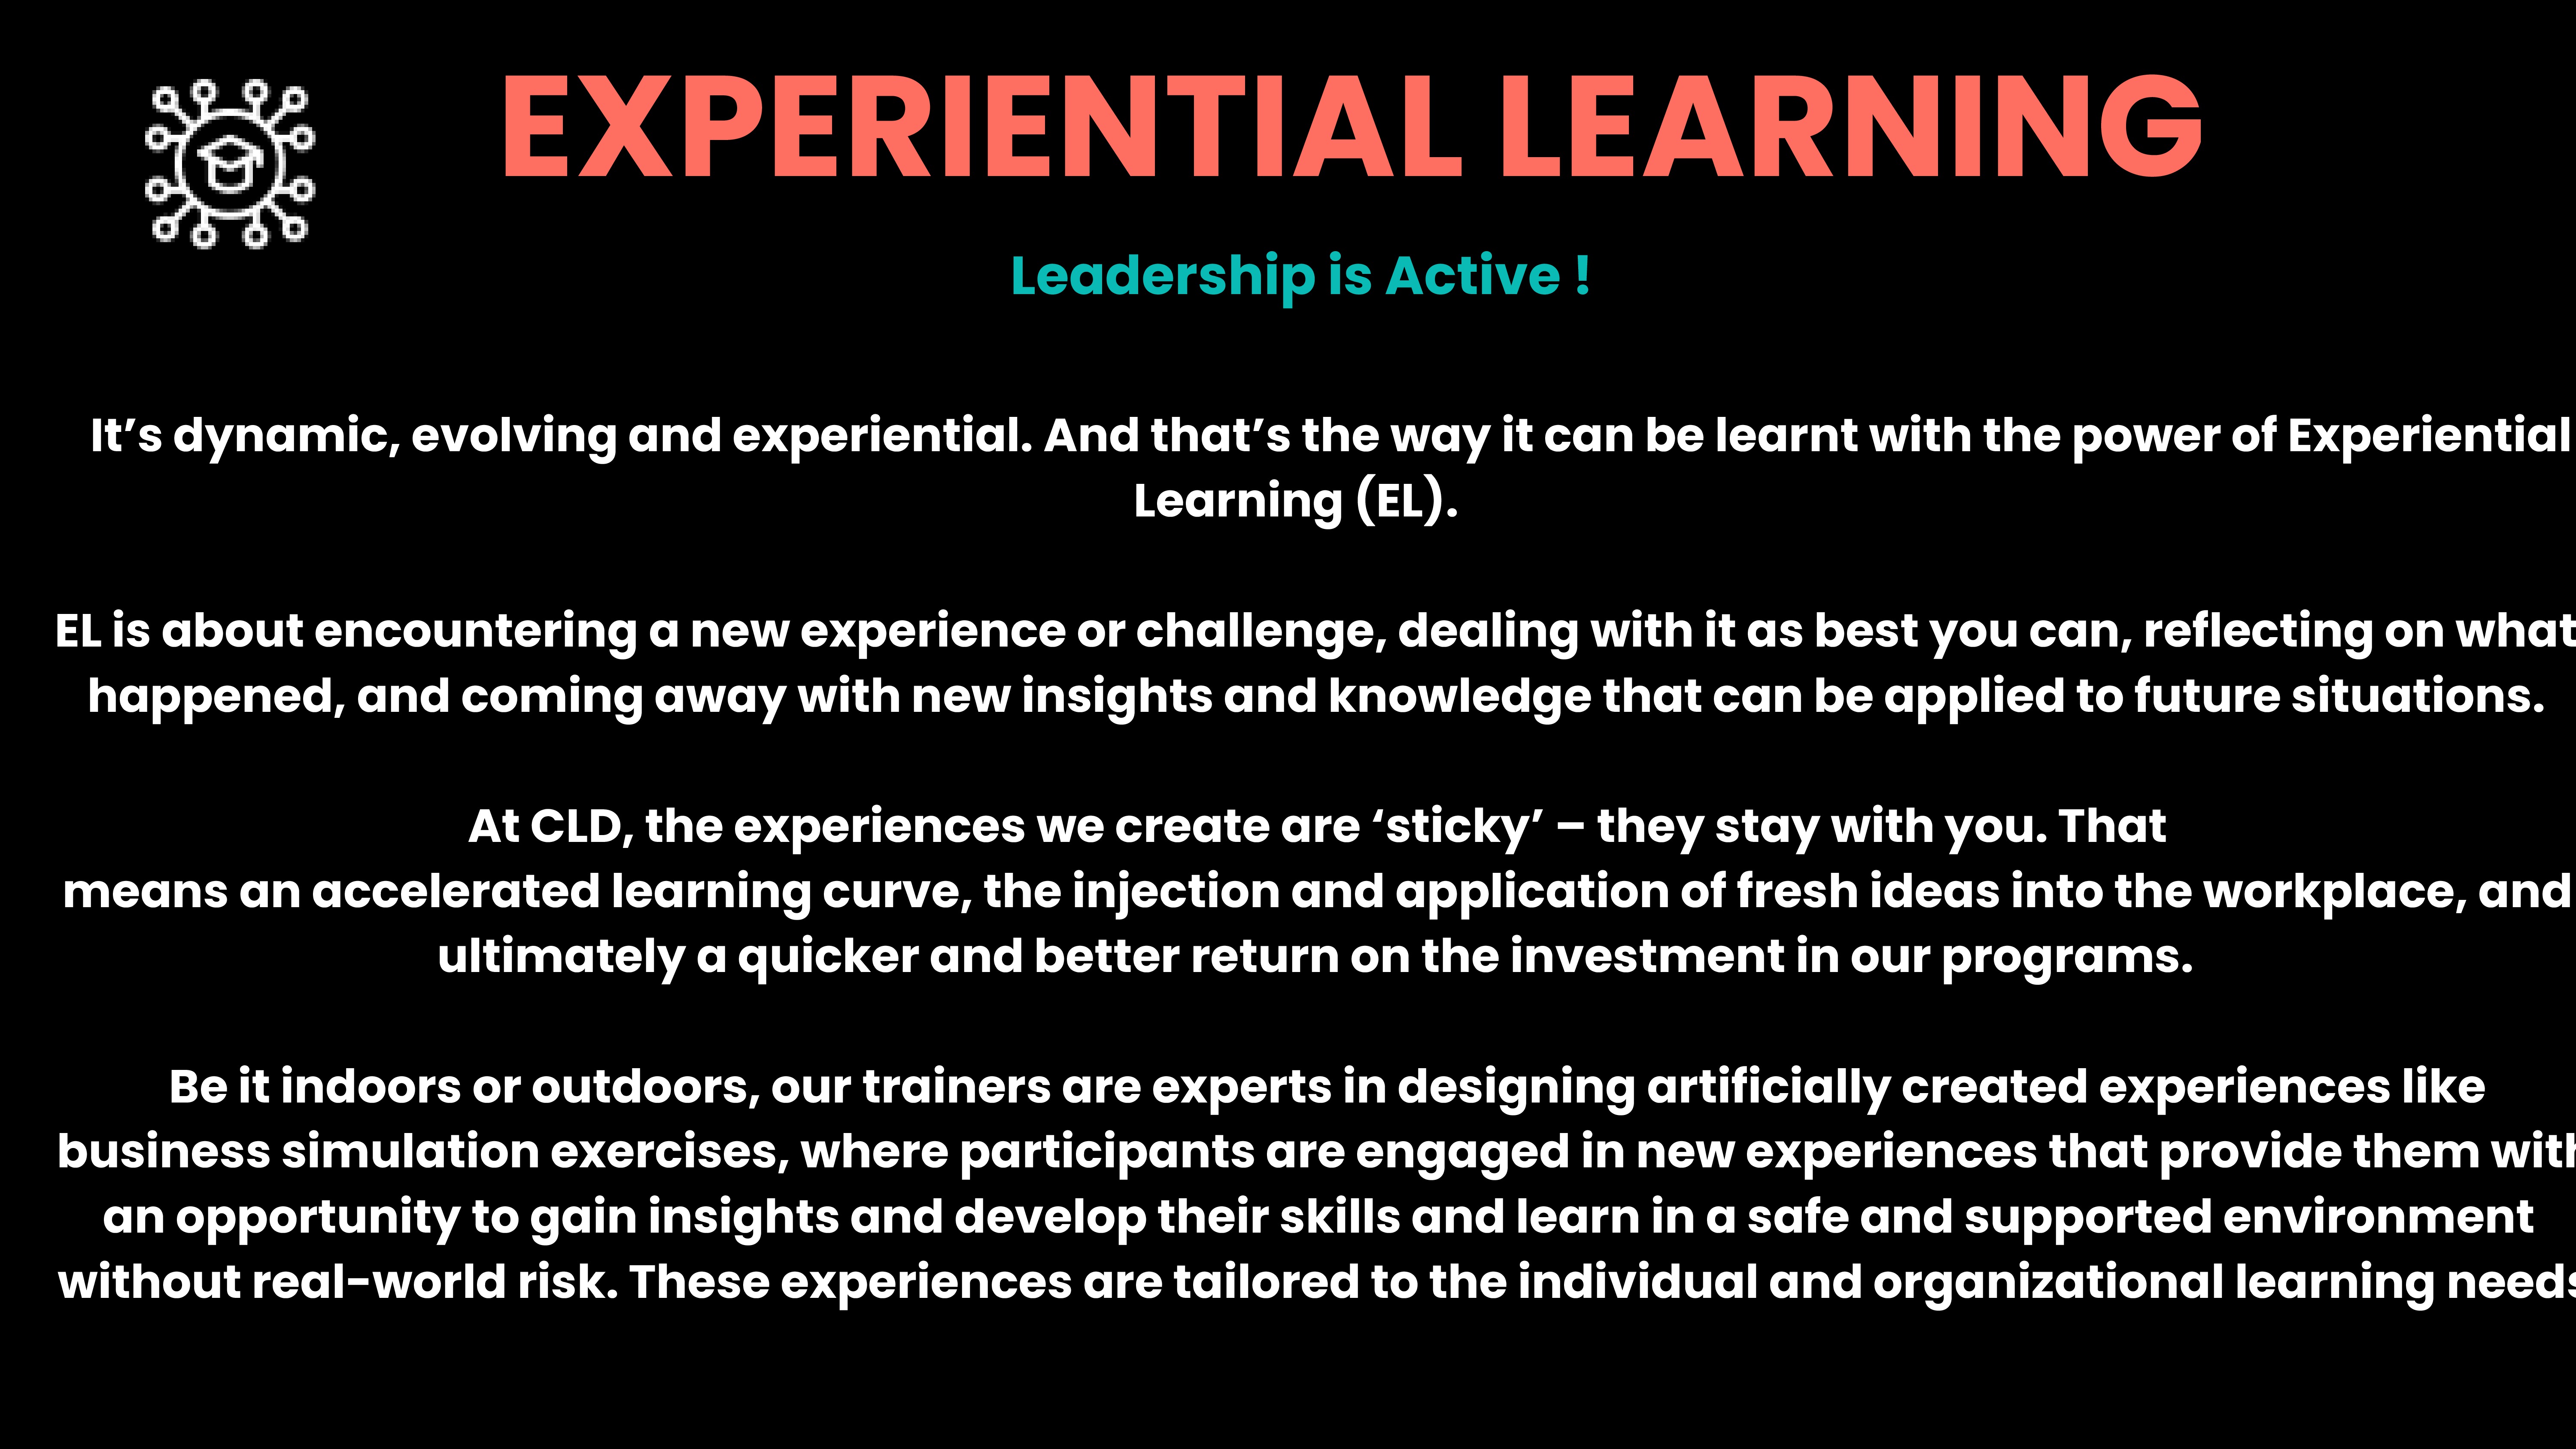 EXPERIENTIAL LEARNING
Leadership is Active !
It’s dynamic, evolving and experiential. And that’s the way it can be learnt with the power of Experiential
Learning (EL).
EL is about encountering a new experience or challenge, dealing with it as best you can, reflecting on what
happened, and coming away with new insights and knowledge that can be applied to future situations.
At CLD, the experiences we create are ‘sticky’ – they stay with you. That
means an accelerated learning curve, the injection and application of fresh ideas into the workplace, and
ultimately a quicker and better return on the investment in our programs.
Be it indoors or outdoors, our trainers are experts in designing artificially created experiences like
business simulation exercises, where participants are engaged in new experiences that provide them with
an opportunity to gain insights and develop their skills and learn in a safe and supported environment
without real-world risk. These experiences are tailored to the individual and organizational learning needs